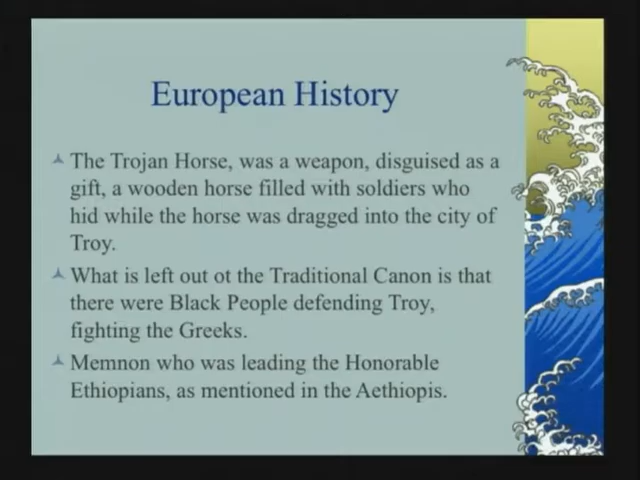 European History
The Trojan Horse, was a weapon, disguised as a
gift, a wooden horse filled with soldiers who
hid while the horse was dragged into the city of
Troy.
What is left out ot the Traditional Canon is that
there were Black People defending Troy,
fighting the Greeks.
Memnon who was leading the Honorable
Ethiopians, as mentioned in the Aethiopis.